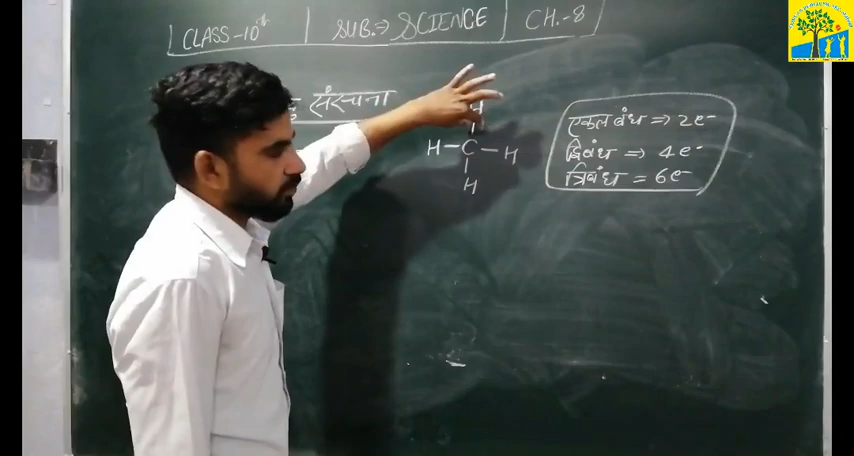 CLASS-10th | SUB.⇒ SCIENCE | CH.-8
संरचना
H
H-C-H
H
एकल बंध ⇒ 2e-
द्विबंध ⇒ 4e-
त्रिबंध = 6e-